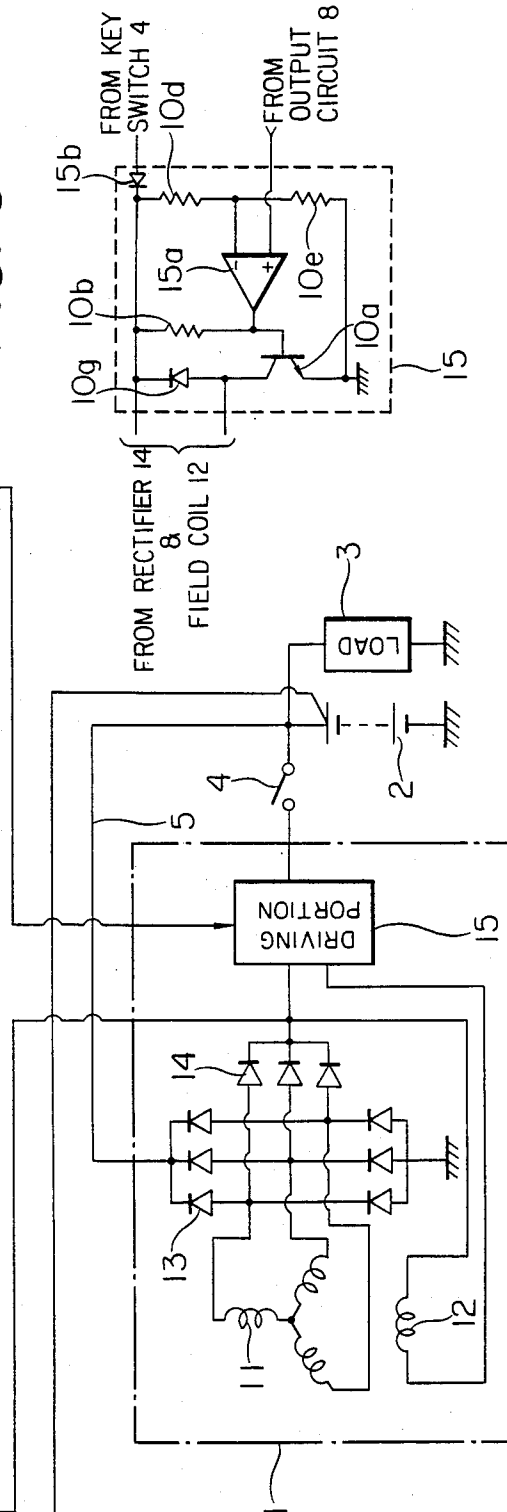 FROM KEY
SWITCH 4
15b
10d
FROM
OUTPUT
CIRCUIT 8
10b
15a
-
+
10e
10g
10a
15
FROM RECTIFIER 14
&
FIELD COIL 12
3
LOAD
4
2
5
DRIVING
PORTION
15
14
13
11
12